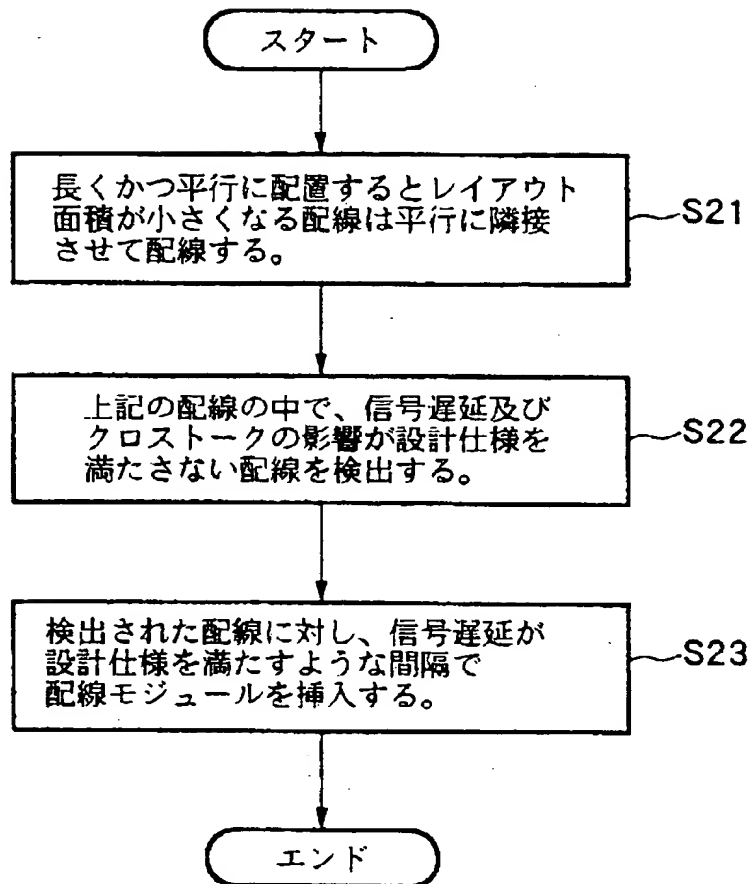 スタート
長くかつ平行に配置するとレイアウト
面積が小さくなる配線は平行に隣接
させて配線する。
S21
上記の配線の中で、信号遅延及び
クロストークの影響が設計仕様を
満たさない配線を検出する。
S22
検出された配線に対し、信号遅延が
設計仕様を満たすような間隔で
配線モジュールを挿入する。
S23
エンド